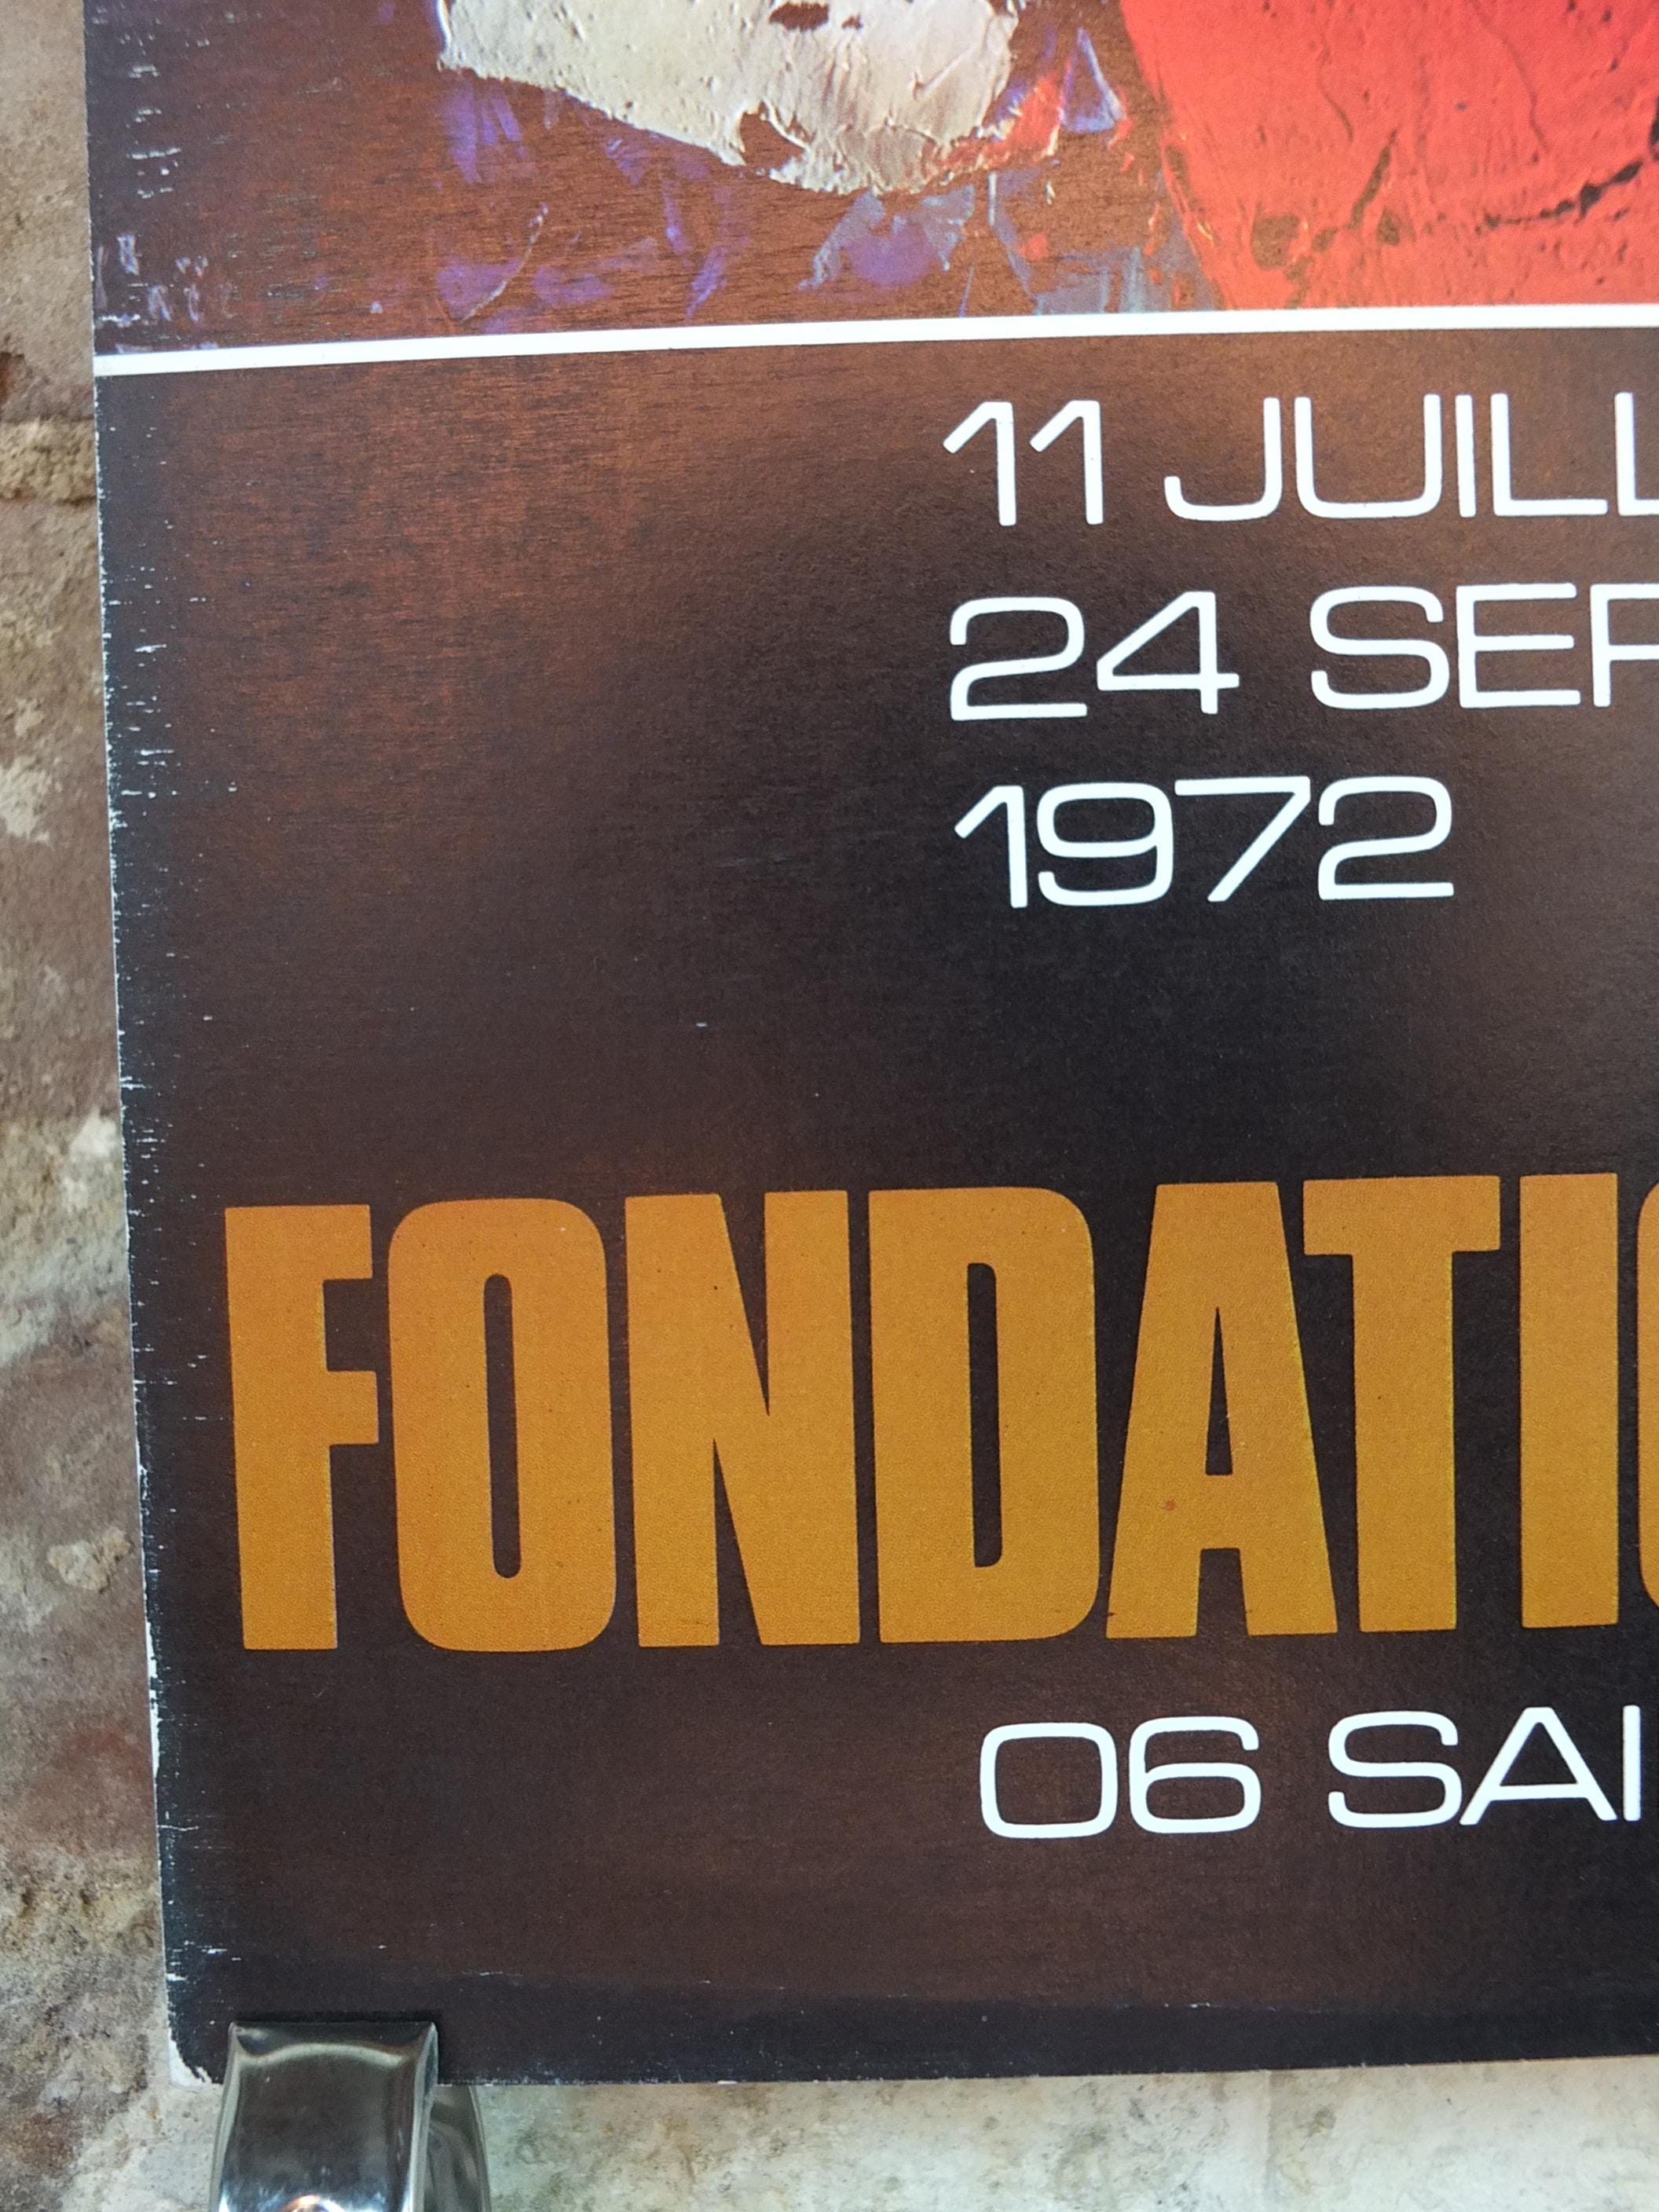 11 JUILL
24 SEP
1972
FONDATIO
06 SAI